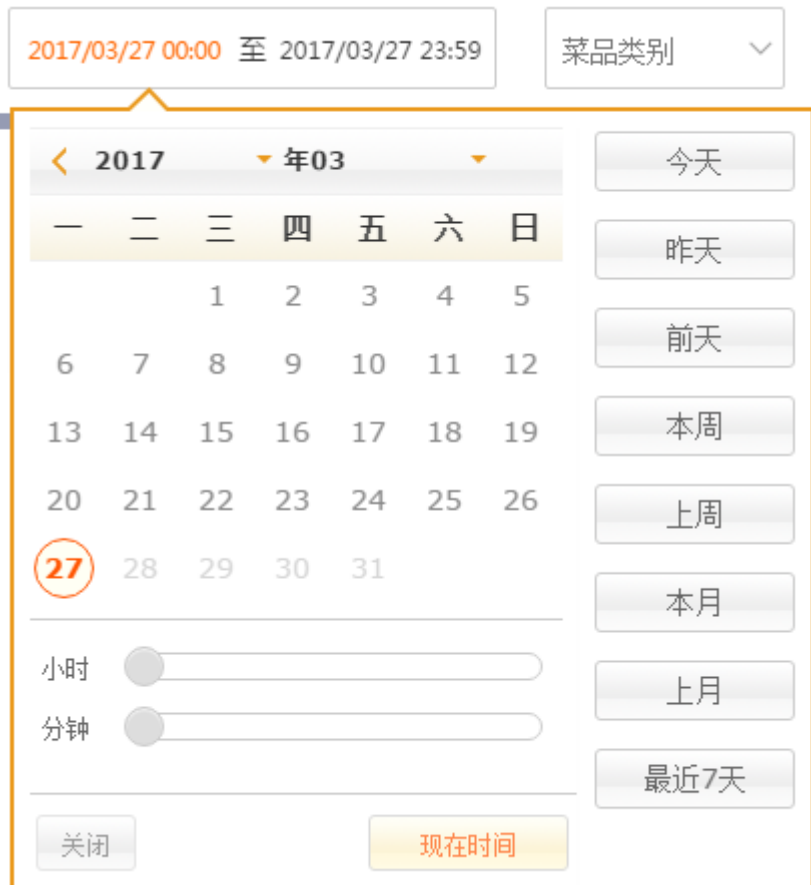 2017/03/27 00:00 至 2017/03/27 23:59
菜品类别
2017 年03
一 二 三 四 五 六 日
1 2 3 4 5
6 7 8 9 10 11 12
13 14 15 16 17 18 19
20 21 22 23 24 25 26
27 28 29 30 31
小时
分钟
关闭 现在时间
今天
昨天
前天
本周
上周
本月
上月
最近7天